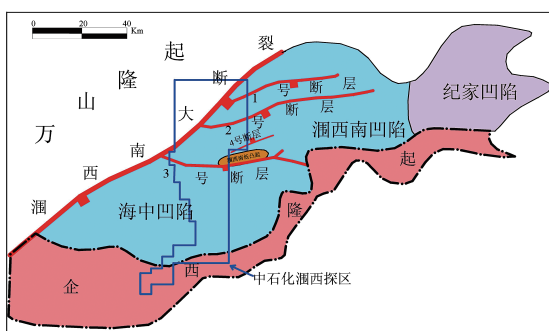 0 20 40
Km
万山隆起
涠西南大断裂
1号断层
2号断层
4号断层
3号断层
涠西南凹陷
纪家凹陷
海中凹陷
企西隆起
中石化涠西探区